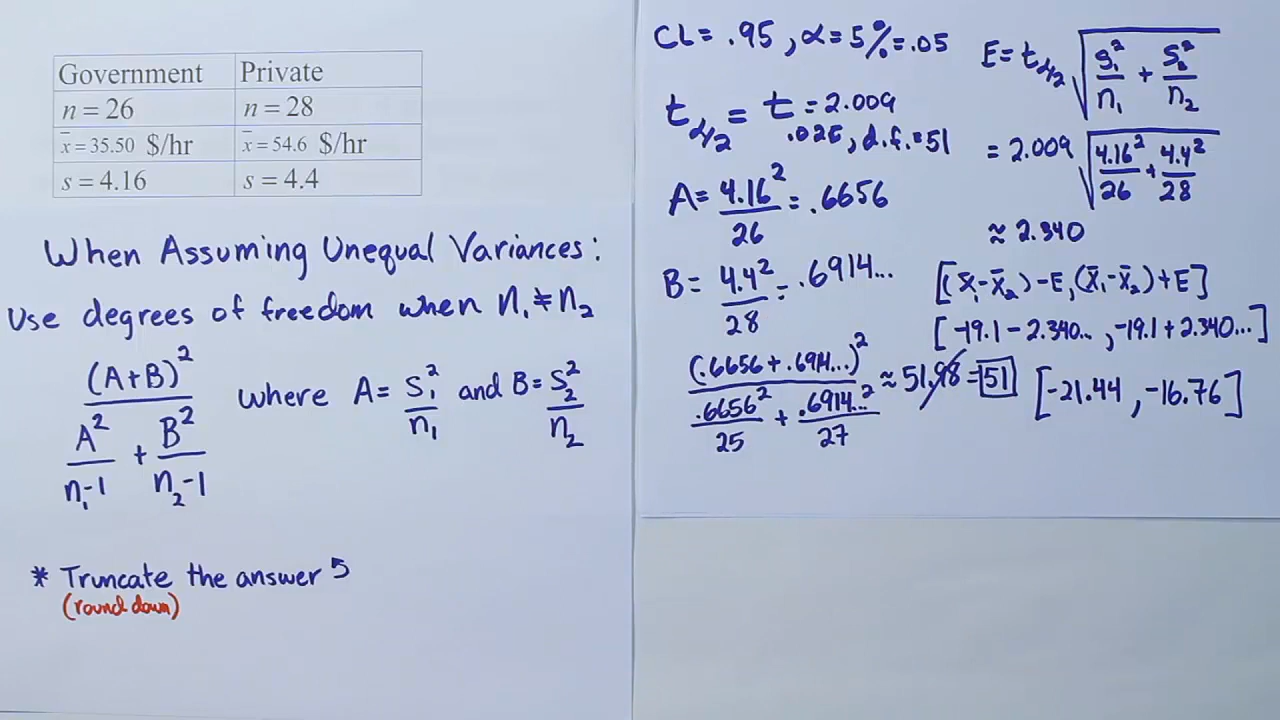 Government Private
n = 26 n = 28
x̄ = 35.50 $/hr x̄ = 54.6 $/hr
s = 4.16 s = 4.4
When Assuming Unequal Variances:
Use degrees of freedom when n₁ ≠ n₂
(A+B)²
A² / n₁-1 + B² / n₂-1
where A = s₁² / n₁ and B = s₂² / n₂
* Truncate the answer
(round down)
CL = .95, α = 5% = .05
t α/2 = t .025, d.f.=51 = 2.009
A = 4.16² / 26 = .6656
B = 4.4² / 28 = .6914...
(.6656 + .6914...)²
.6656² / 25 + .6914...² / 27
≈ 51.98 = 51
E = t α/2 √ s₁² / n₁ + s₂² / n₂
= 2.009 √ 4.16² / 26 + 4.4² / 28
≈ 2.340
[(x̄₁-x̄₂)-E, (x̄₁-x̄₂)+E]
[-19.1-2.340..., -19.1+2.340...]
[-21.44, -16.76]